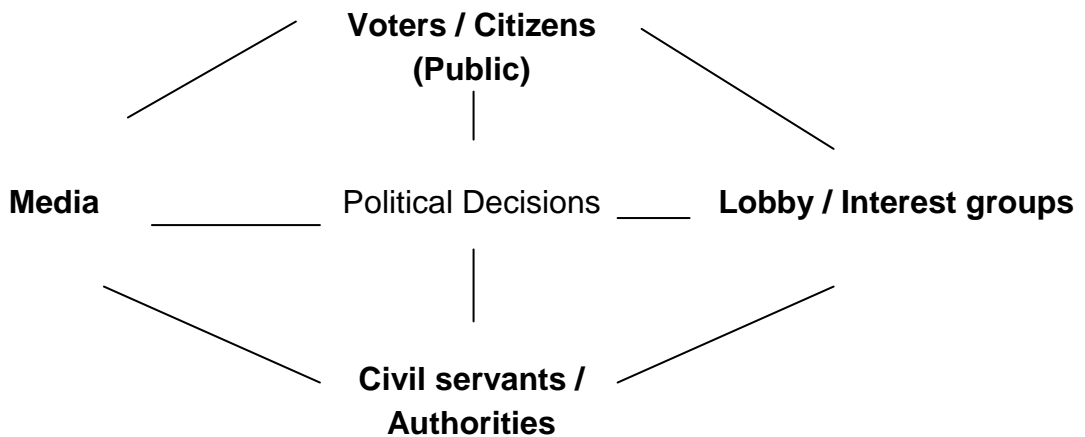 Voters / Citizens
(Public)
Media
Political Decisions
Lobby / Interest groups
Civil servants /
Authorities